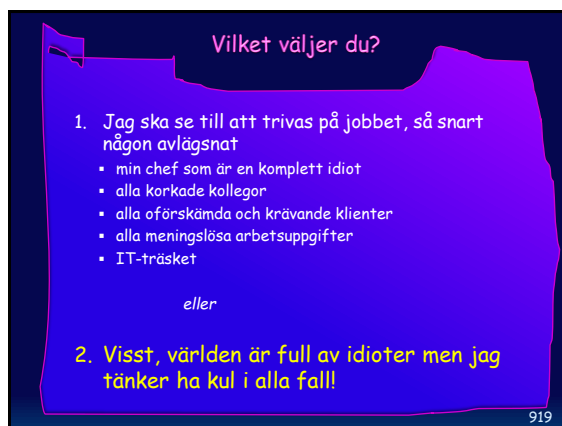 Vilket väljer du?
1. Jag ska se till att trivas på jobbet, så snart
någon avlägsnat
▪ min chef som är en komplett idiot
▪ alla korkade kollegor
▪ alla oförskämda och krävande klienter
▪ alla meningslösa arbetsuppgifter
▪ IT-träsket
eller
2. Visst, världen är full av idioter men jag
tänker ha kul i alla fall!
919